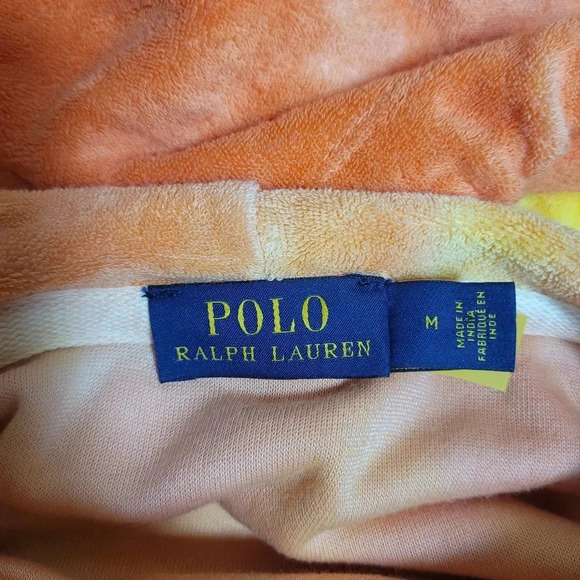 POLO
RALPH LAUREN
M
MADE IN
INDIA
FABRIQUÉ EN
INDE